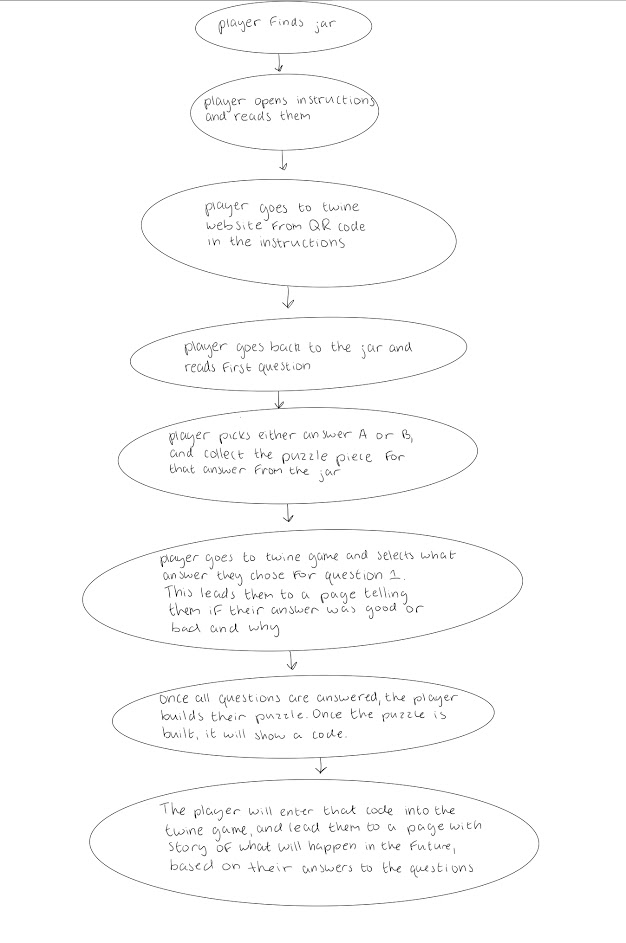 player finds jar
player opens instructions
and reads them
player goes to twine
website from QR code
in the instructions
player goes back to the jar and
reads first question
player picks either answer A or B,
and collect the puzzle piece for
that answer from the jar
player goes to twine game and selects what
answer they chose for question 1.
This leads them to a page telling
them if their answer was good or
bad and why
Once all questions are answered, the player
builds their puzzle. Once the puzzle is
built, it will show a code.
The player will enter that code into the
twine game, and lead them to a page with
story of what will happen in the future,
based on their answers to the questions